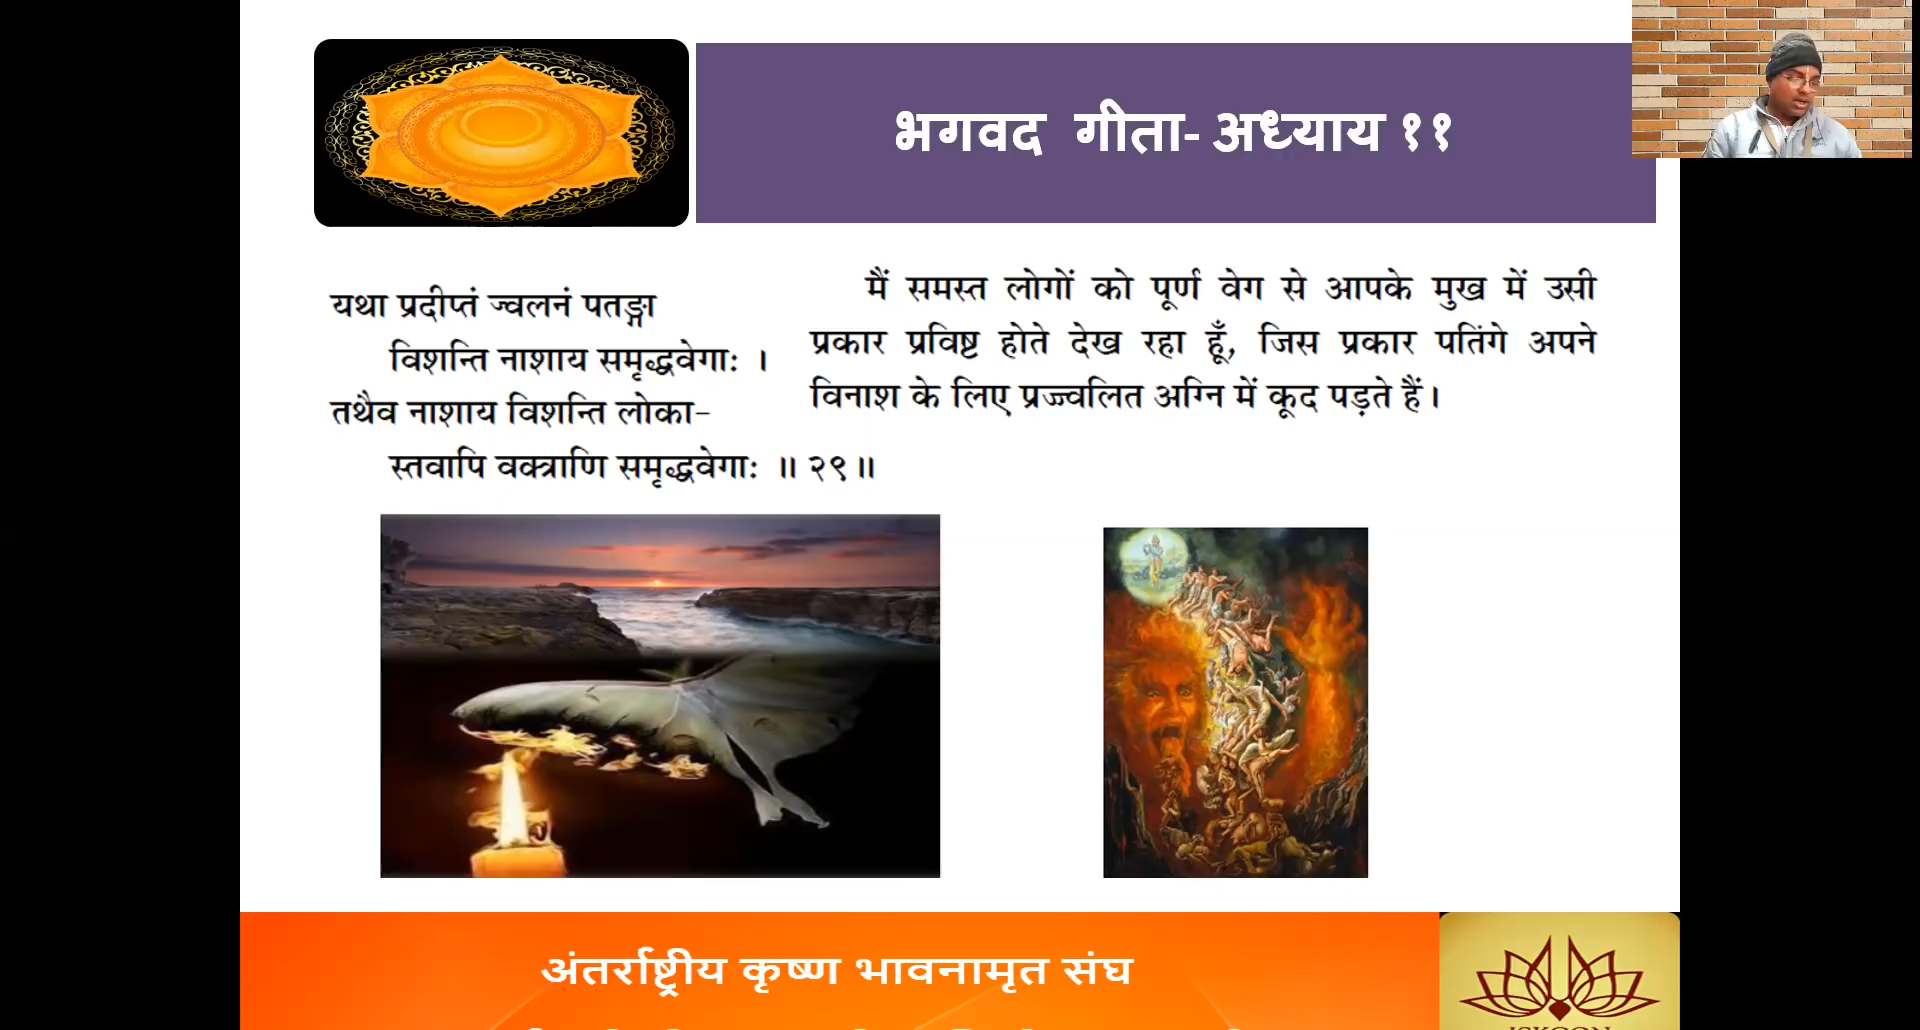 भगवद गीता- अध्याय ११
यथा प्रदीप्तं ज्वलनं पतङ्गा
विशन्ति नाशाय समृद्धवेगाः ।
तथैव नाशाय विशन्ति लोका-
स्तवापि वक्त्राणि समृद्धवेगाः ॥ २९॥
मैं समस्त लोगों को पूर्ण वेग से आपके मुख में उसी
प्रकार प्रविष्ट होते देख रहा हूँ, जिस प्रकार पतिंगे अपने
विनाश के लिए प्रज्ज्वलित अग्नि में कूद पड़ते हैं।
अंतर्राष्ट्रीय कृष्ण भावनामृत संघ